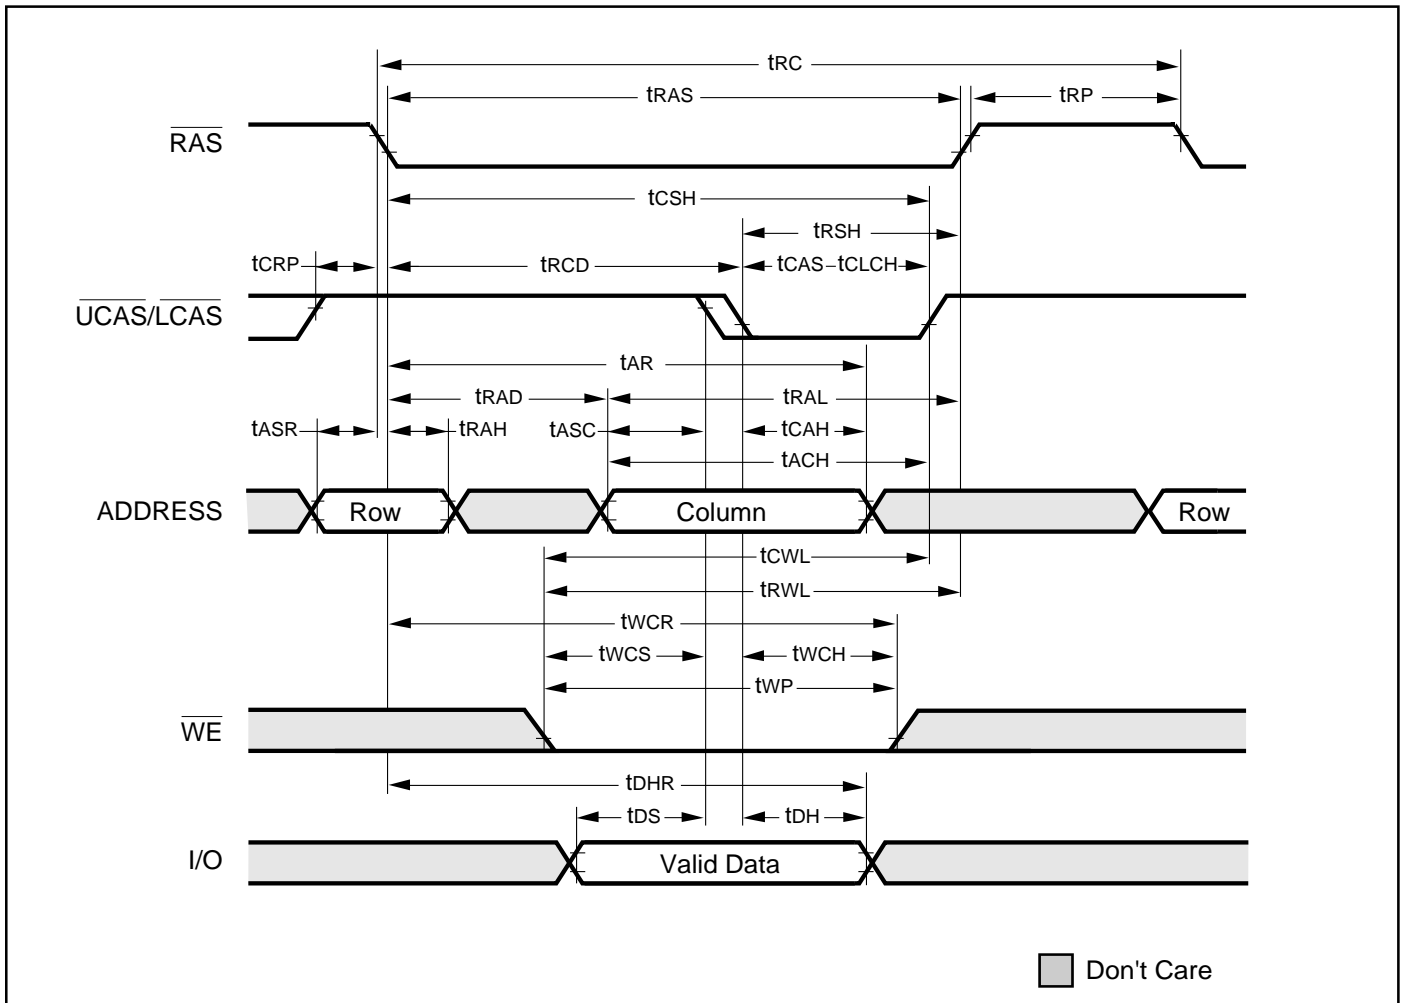 tRC
tRAS
tRP
RAS
tCSH
tRSH
tCRP
tRCD
tCAS
tCLCH
UCAS/LCAS
tAR
tRAD
tRAL
tASR
tRAH
tASC
tCAH
tACH
ADDRESS
Row
Column
Row
tCWL
tRWL
tWCR
tWCS
tWCH
tWP
WE
tDHR
tDS
tDH
I/O
Valid Data
Don't Care